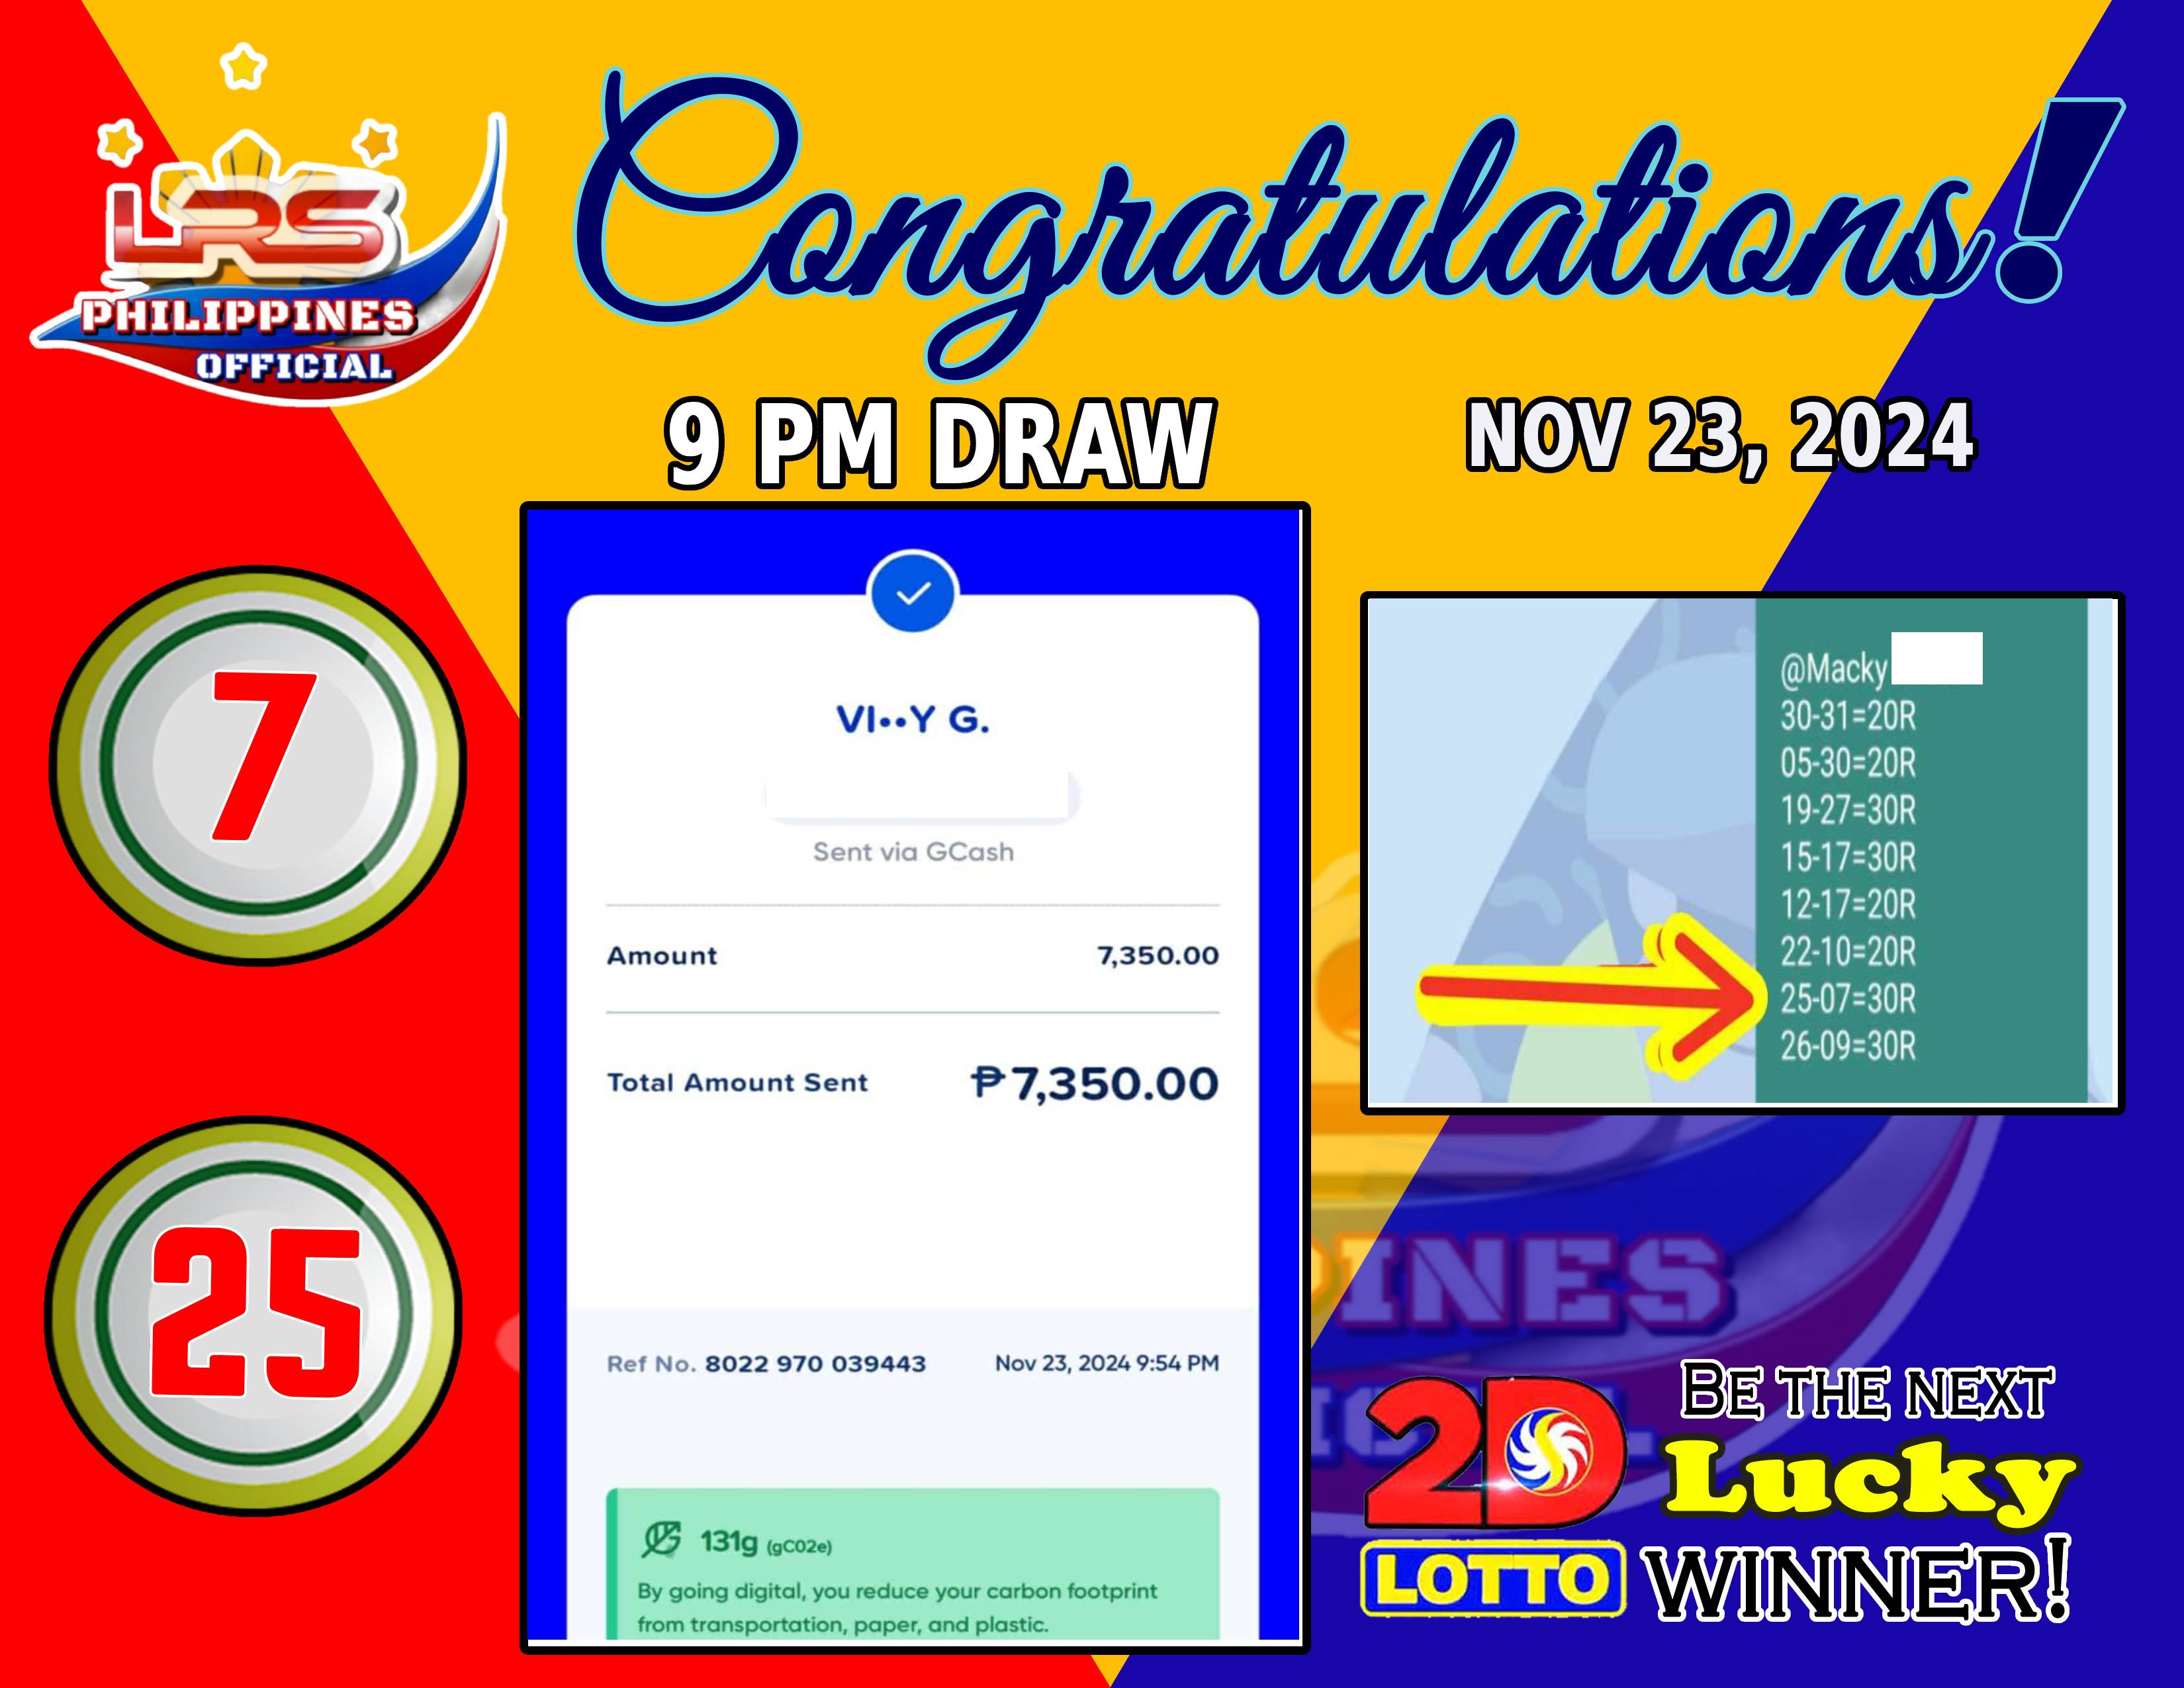 LRS
PHILIPPINES
OFFICIAL
Congratulations!
9 PM DRAW
NOV 23, 2024
7
25
VI••Y G.
Sent via GCash
Amount 7,350.00
Total Amount Sent ₱7,350.00
Ref No. 8022 970 039443 Nov 23, 2024 9:54 PM
131g (gC02e)
By going digital, you reduce your carbon footprint
from transportation, paper, and plastic.
@Macky
30-31=20R
05-30=20R
19-27=30R
15-17=30R
12-17=20R
22-10=20R
25-07=30R
26-09=30R
PINES
2D
LOTTO
BE THE NEXT
Lucky
WINNER!